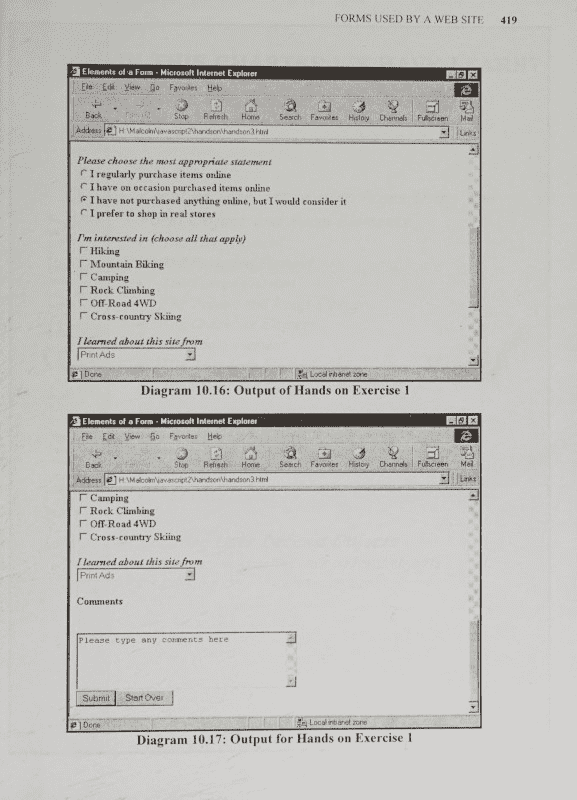 FORMS USED BY A WEB SITE 419
Elements of a Form - Microsoft Internet Explorer
File Edit View Go Favorites Help
Back Stop Refresh Home Search Favorites History Channels Fullscreen Mail
Address H:\Malcolm\javascript2\handson\handson3.html Links
Please choose the most appropriate statement
I regularly purchase items online
I have on occasion purchased items online
I have not purchased anything online, but I would consider it
I prefer to shop in real stores
I'm interested in (choose all that apply)
Hiking
Mountain Biking
Camping
Rock Climbing
Off-Road 4WD
Cross-country Skiing
I learned about this site from
Print Ads
Done Local intranet zone
Diagram 10.16: Output of Hands on Exercise 1
Elements of a Form - Microsoft Internet Explorer
File Edit View Go Favorites Help
Back Stop Refresh Home Search Favorites History Channels Fullscreen Mail
Address H:\Malcolm\javascript2\handson\handson3.html Links
Camping
Rock Climbing
Off-Road 4WD
Cross-country Skiing
I learned about this site from
Print Ads
Comments
Please type any comments here
Submit Start Over
Done Local intranet zone
Diagram 10.17: Output for Hands on Exercise 1